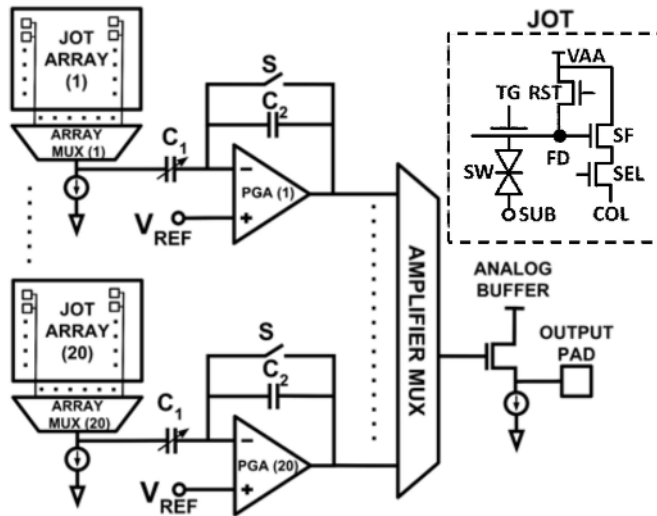 JOT
ARRAY
(1)
ARRAY
MUX (1)
C1
S
C2
PGA (1)
−
+
VREF
JOT
ARRAY
(20)
ARRAY
MUX (20)
C1
S
C2
PGA (20)
−
+
VREF
AMPLIFIER MUX
JOT
VAA
TG RST
SF
FD
SW
SEL
SUB
COL
ANALOG
BUFFER
OUTPUT
PAD